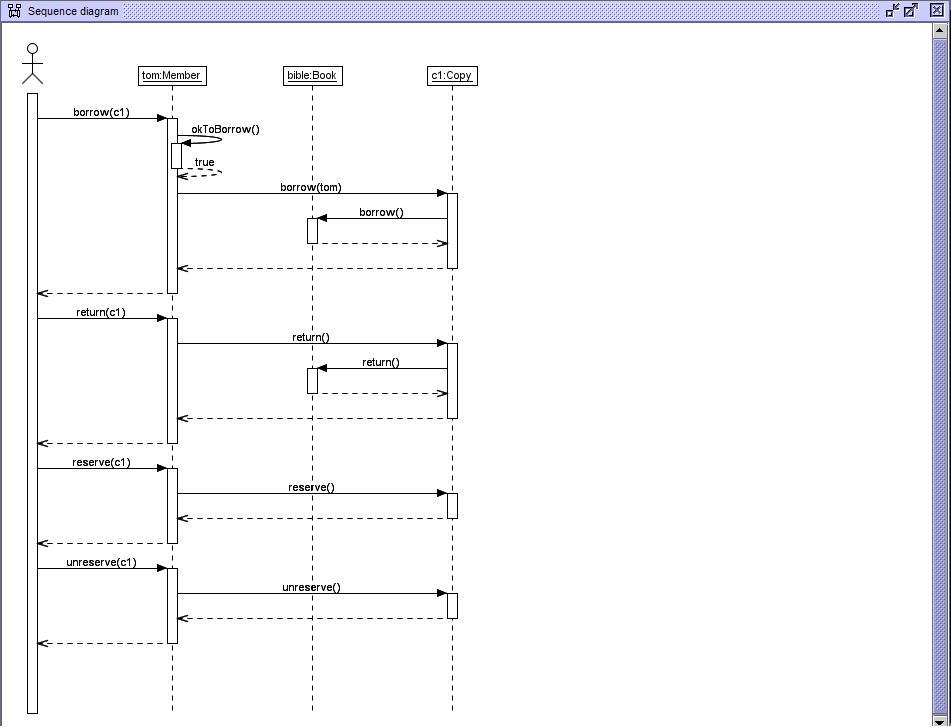 Sequence diagram
tom:Member
bible:Book
c1:Copy
borrow(c1)
okToBorrow()
true
borrow(tom)
borrow()
return(c1)
return()
return()
reserve(c1)
reserve()
unreserve(c1)
unreserve()